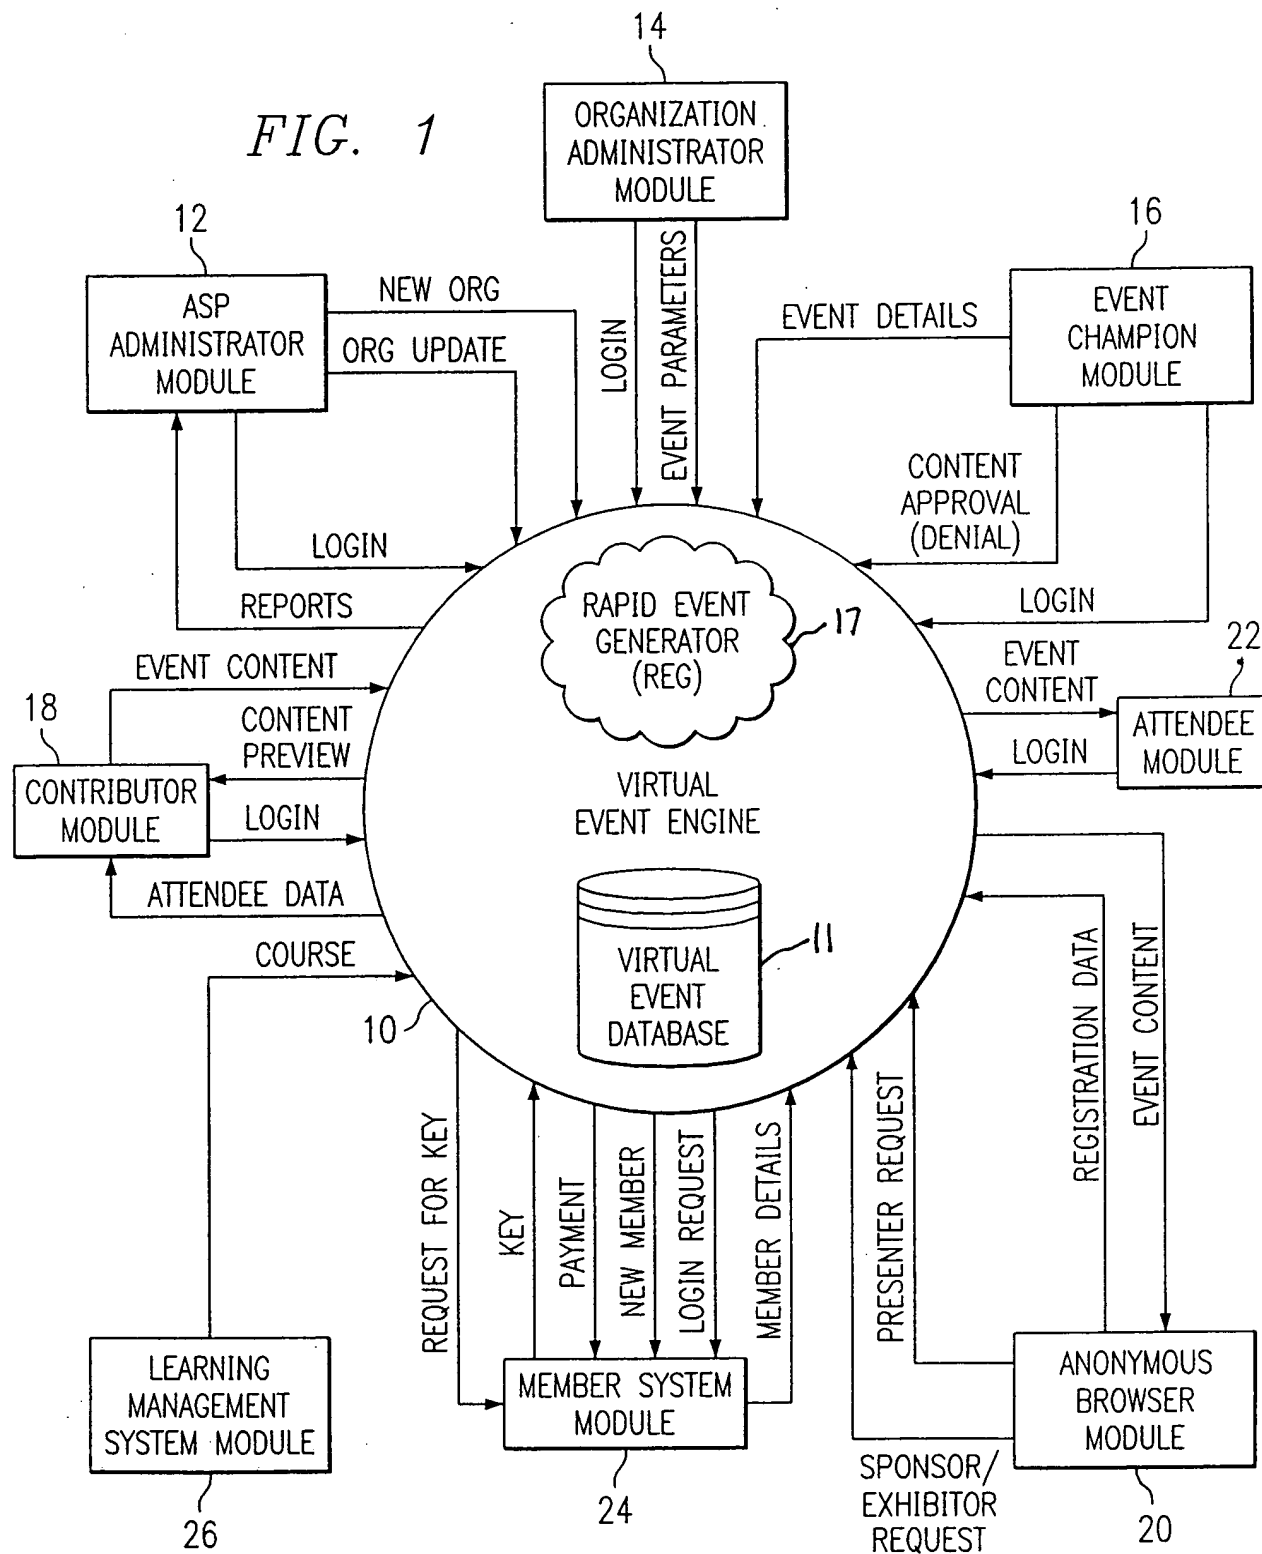 14
FIG. 1
ORGANIZATION
ADMINISTRATOR
MODULE
12
16
ASP
ADMINISTRATOR
MODULE
NEW ORG
ORG UPDATE
LOGIN
EVENT PARAMETERS
EVENT DETAILS
EVENT
CHAMPION
MODULE
CONTENT
APPROVAL
(DENIAL)
LOGIN
REPORTS
LOGIN
RAPID EVENT
GENERATOR
(REG)
17
EVENT CONTENT
CONTENT
PREVIEW
18
CONTRIBUTOR
MODULE
LOGIN
ATTENDEE DATA
COURSE
EVENT
CONTENT
22
ATTENDEE
MODULE
LOGIN
VIRTUAL
EVENT ENGINE
VIRTUAL
EVENT
DATABASE
11
10
REQUEST FOR KEY
KEY
PAYMENT
NEW MEMBER
LOGIN REQUEST
MEMBER DETAILS
PRESENTER REQUEST
REGISTRATION DATA
EVENT CONTENT
LEARNING
MANAGEMENT
SYSTEM MODULE
26
MEMBER SYSTEM
MODULE
24
ANONYMOUS
BROWSER
MODULE
20
SPONSOR/
EXHIBITOR
REQUEST